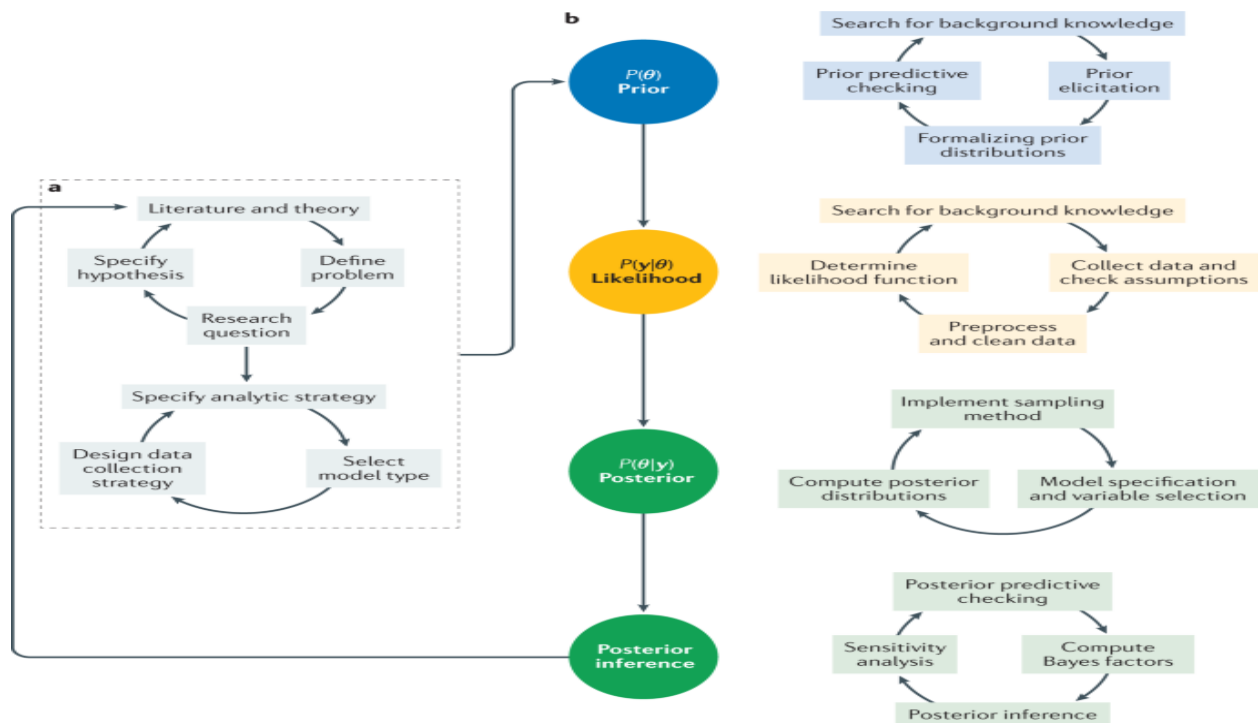 b
P(θ)
Prior
Search for background knowledge
Prior predictive
checking
Prior
elicitation
Formalizing prior
distributions
a
Literature and theory
Specify
hypothesis
Define
problem
Research
question
Specify analytic strategy
Design data
collection
strategy
Select
model type
P(y|θ)
Likelihood
Search for background knowledge
Determine
likelihood function
Collect data and
check assumptions
Preprocess
and clean data
P(θ|y)
Posterior
Implement sampling
method
Compute posterior
distributions
Model specification
and variable selection
Posterior
inference
Posterior predictive
checking
Sensitivity
analysis
Compute
Bayes factors
Posterior inference